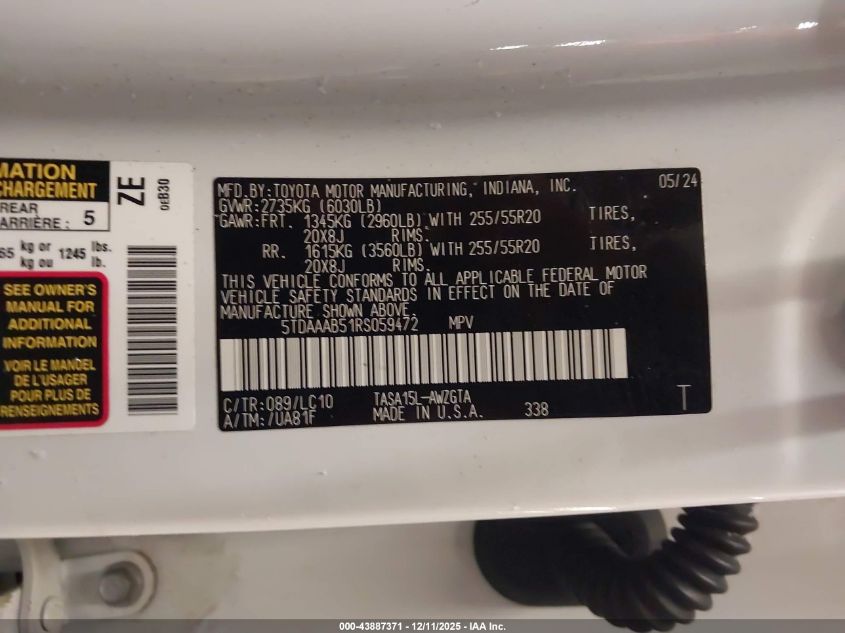 MATION
CHARGEMENT
REAR
ARRIÈRE : 5
65 kg or 1245 lbs.
kg ou lb.
SEE OWNER'S
MANUAL FOR
ADDITIONAL
INFORMATION
VOIR LE MANUEL
DE L'USAGER
POUR PLUS DE
RENSEIGNEMENTS
ZE
0EB30
MFD.BY:TOYOTA MOTOR MANUFACTURING, INDIANA, INC. 05/24
GVWR:2735KG (6030LB)
GAWR:FRT. 1345KG (2960LB) WITH 255/55R20 TIRES,
20X8J RIMS.
RR. 1615KG (3560LB) WITH 255/55R20 TIRES,
20X8J RIMS.
THIS VEHICLE CONFORMS TO ALL APPLICABLE FEDERAL MOTOR
VEHICLE SAFETY STANDARDS IN EFFECT ON THE DATE OF
MANUFACTURE SHOWN ABOVE.
5TDAAAB51RS059472 MPV
C/TR:089/LC10 TASA15L-AWZGTA
A/TM:/UA81F MADE IN U.S.A. 338 T
000-43887371 - 12/11/2025 - IAA Inc.